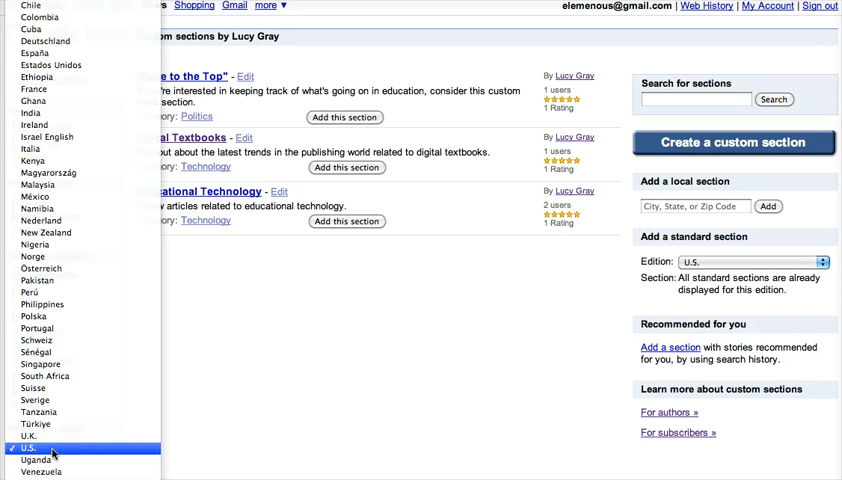 Chile
Colombia
Cuba
Deutschland
España
Estados Unidos
Ethiopia
France
Ghana
India
Ireland
Israel English
Italia
Kenya
Magyarország
Malaysia
México
Namibia
Nederland
New Zealand
Nigeria
Norge
Österreich
Pakistan
Perú
Philippines
Polska
Portugal
Schweiz
Sénégal
Singapore
South Africa
Suisse
Sverige
Tanzania
Türkiye
U.K.
✓ U.S.
Uganda
Venezuela
Shopping Gmail more ▼
elemenous@gmail.com | Web History | My Account | Sign out
om sections by Lucy Gray
e to the Top" - Edit
're interested in keeping track of what's going on in education, consider this custom
ws section.
gory: Politics
Add this section
By Lucy Gray
1 users
1 Rating
al Textbooks - Edit
out about the latest trends in the publishing world related to digital textbooks.
gory: Technology
Add this section
By Lucy Gray
1 users
1 Rating
cational Technology - Edit
w articles related to educational technology.
gory: Technology
Add this section
By Lucy Gray
2 users
1 Rating
Search for sections
Search
Create a custom section
Add a local section
City, State, or Zip Code Add
Add a standard section
Edition: U.S.
Section: All standard sections are already
displayed for this edition.
Recommended for you
Add a section with stories recommended
for you, by using search history.
Learn more about custom sections
For authors »
For subscribers »